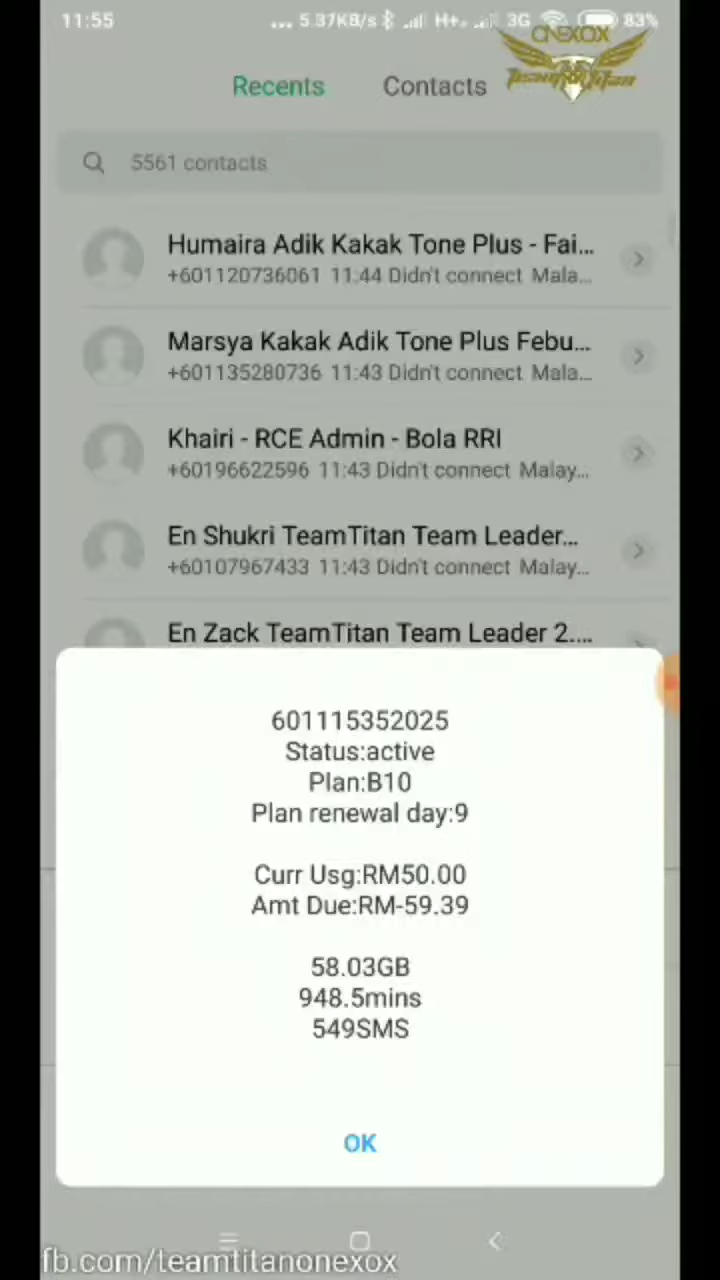 11:55 ... 5.37KB/s H+ 3G 83%
ONEXOX
TeamTitan
Recents Contacts
5561 contacts
Humaira Adik Kakak Tone Plus - Fai...
+601120736061 11:44 Didn't connect Mala...
Marsya Kakak Adik Tone Plus Febu...
+601135280736 11:43 Didn't connect Mala...
Khairi - RCE Admin - Bola RRI
+60196622596 11:43 Didn't connect Malay...
En Shukri TeamTitan Team Leader...
+60107967433 11:43 Didn't connect Malay...
En Zack TeamTitan Team Leader 2....
601115352025
Status:active
Plan:B10
Plan renewal day:9
Curr Usg:RM50.00
Amt Due:RM-59.39
58.03GB
948.5mins
549SMS
OK
fb.com/teamtitanonexox